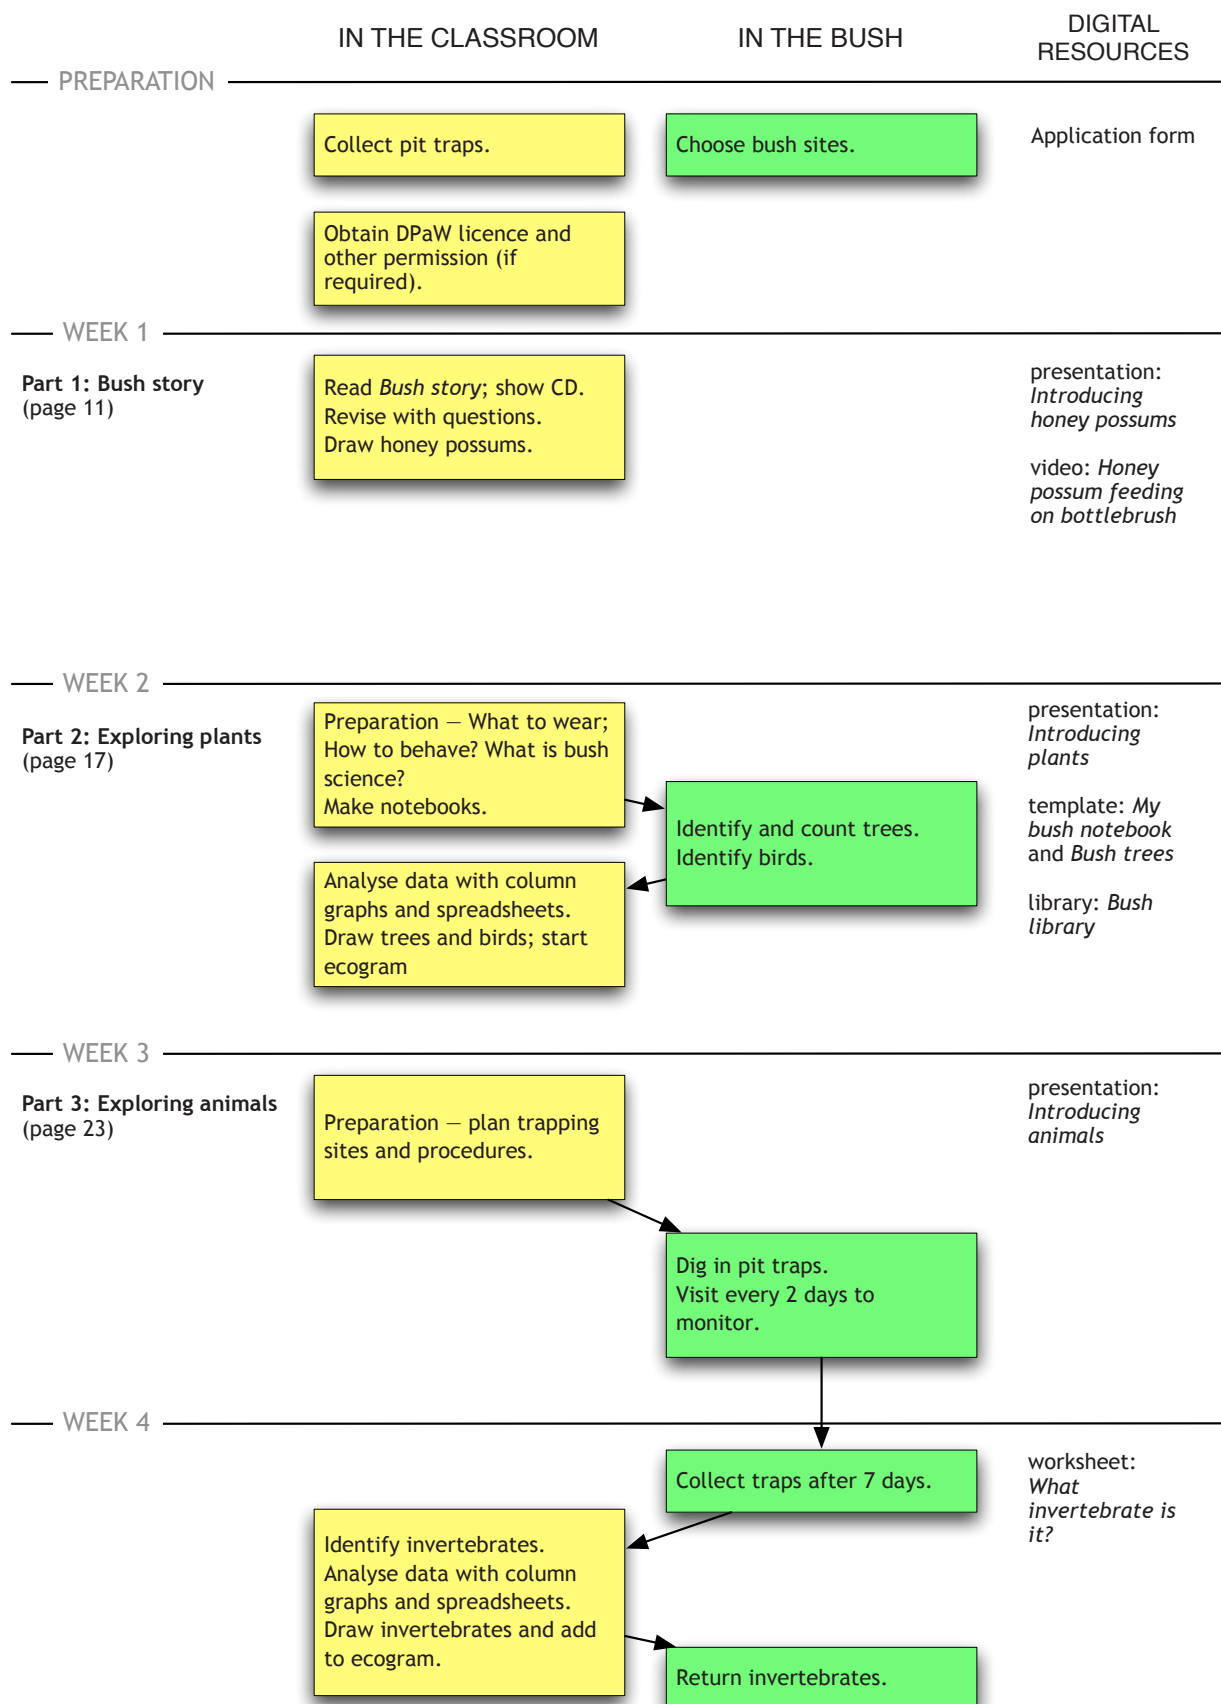 IN THE CLASSROOM
IN THE BUSH
DIGITAL
RESOURCES
PREPARATION
Collect pit traps.
Choose bush sites.
Application form
Obtain DPaW licence and
other permission (if
required).
WEEK 1
Part 1: Bush story
(page 11)
Read Bush story; show CD.
Revise with questions.
Draw honey possums.
presentation:
Introducing
honey possums
video: Honey
possum feeding
on bottlebrush
WEEK 2
Part 2: Exploring plants
(page 17)
Preparation — What to wear;
How to behave? What is bush
science?
Make notebooks.
Identify and count trees.
Identify birds.
Analyse data with column
graphs and spreadsheets.
Draw trees and birds; start
ecogram
presentation:
Introducing
plants
template: My
bush notebook
and Bush trees
library: Bush
library
WEEK 3
Part 3: Exploring animals
(page 23)
Preparation — plan trapping
sites and procedures.
Dig in pit traps.
Visit every 2 days to
monitor.
presentation:
Introducing
animals
WEEK 4
Collect traps after 7 days.
Identify invertebrates.
Analyse data with column
graphs and spreadsheets.
Draw invertebrates and add
to ecogram.
Return invertebrates.
worksheet:
What
invertebrate is
it?